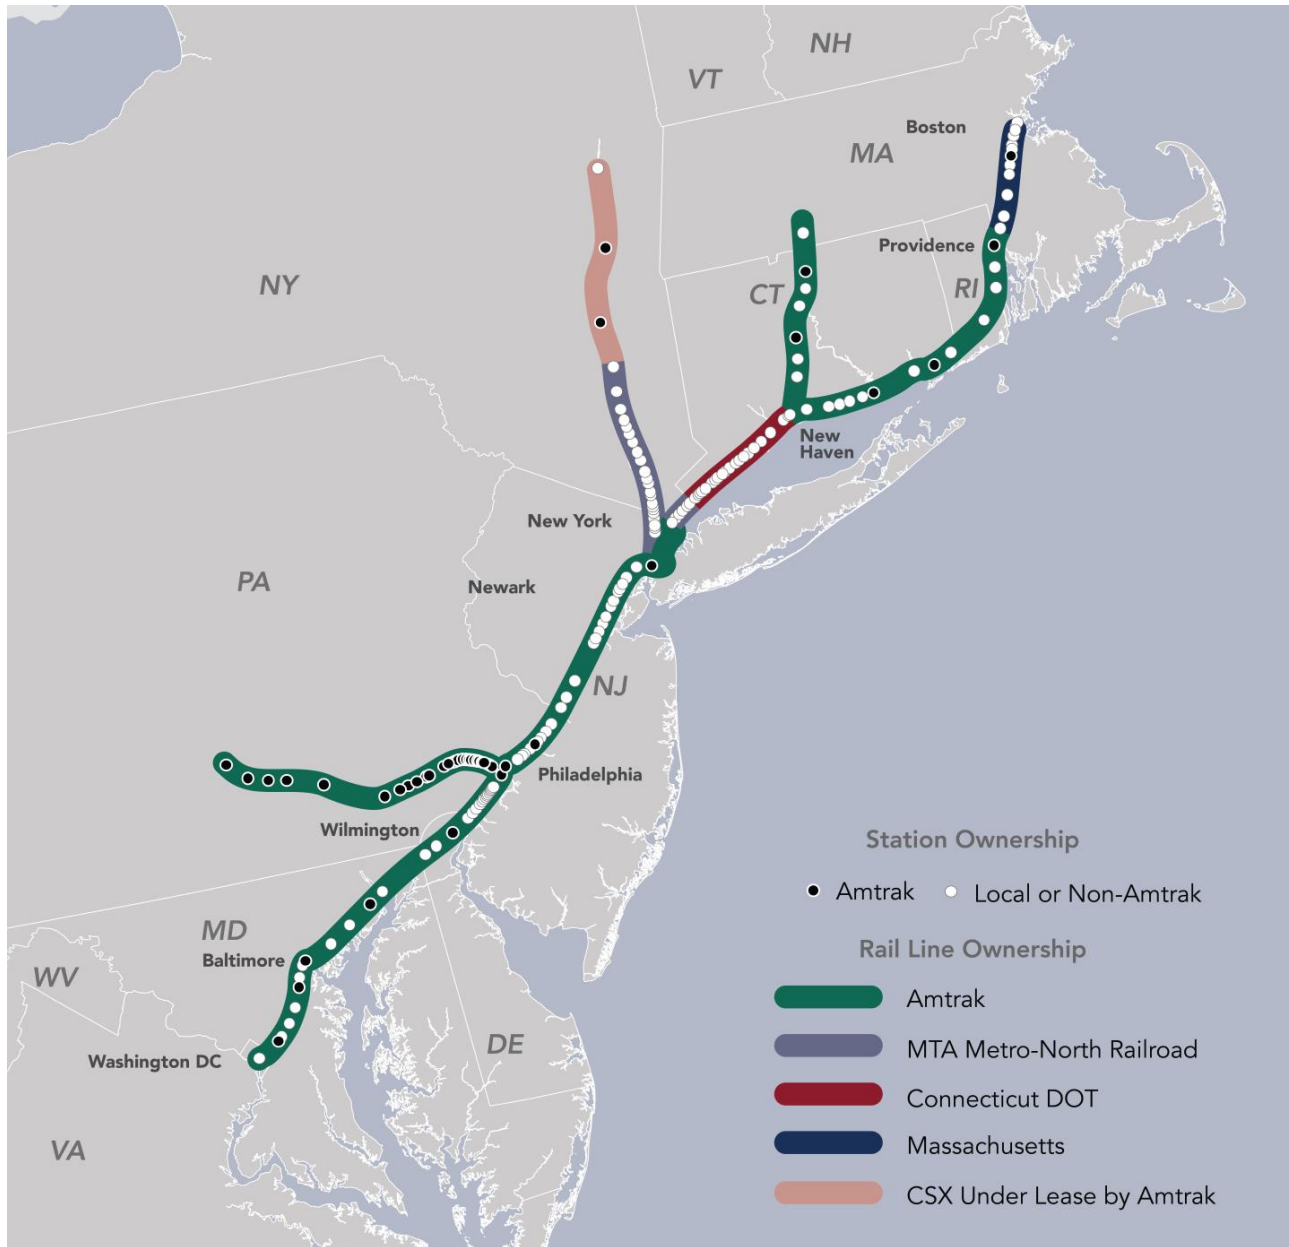 NH
VT
Boston
MA
Providence
NY
CT
RI
New
Haven
New York
PA
Newark
NJ
Philadelphia
Wilmington
MD
Baltimore
WV
DE
Washington DC
VA
Station Ownership
Amtrak
Local or Non-Amtrak
Rail Line Ownership
Amtrak
MTA Metro-North Railroad
Connecticut DOT
Massachusetts
CSX Under Lease by Amtrak